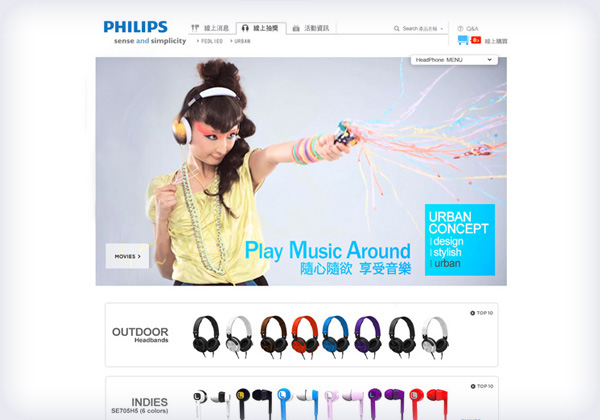 PHILIPS
sense and simplicity
線上消息
線上抽獎
活動資訊
Search 產品名稱
Q&A
線上購買
URBAN
HeadPhone MENU
MOVIES
Play Music Around
隨心隨欲 享受音樂
URBAN
CONCEPT
design
stylish
urban
OUTDOOR
Headbands
TOP 10
INDIES
SE705H5 (6 colors)
TOP 10